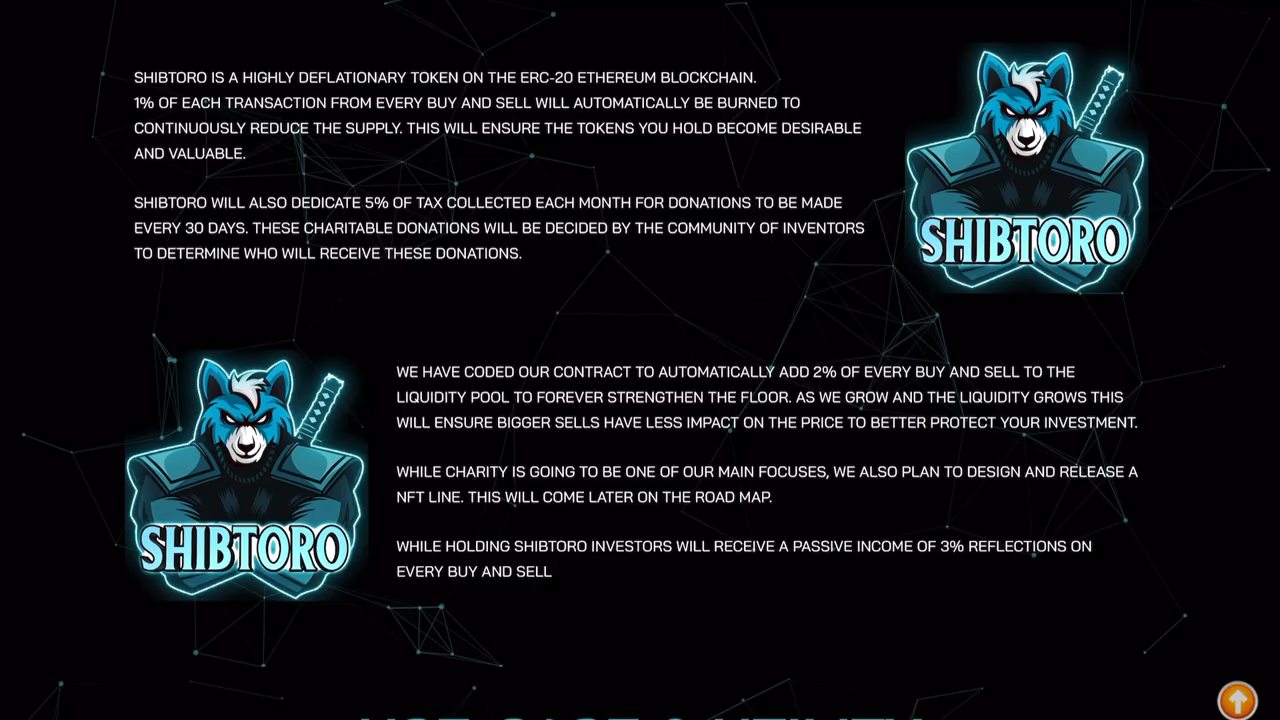 SHIBTORO IS A HIGHLY DEFLATIONARY TOKEN ON THE ERC-20 ETHEREUM BLOCKCHAIN.
1% OF EACH TRANSACTION FROM EVERY BUY AND SELL WILL AUTOMATICALLY BE BURNED TO
CONTINUOUSLY REDUCE THE SUPPLY. THIS WILL ENSURE THE TOKENS YOU HOLD BECOME DESIRABLE
AND VALUABLE.
SHIBTORO WILL ALSO DEDICATE 5% OF TAX COLLECTED EACH MONTH FOR DONATIONS TO BE MADE
EVERY 30 DAYS. THESE CHARITABLE DONATIONS WILL BE DECIDED BY THE COMMUNITY OF INVENTORS
TO DETERMINE WHO WILL RECEIVE THESE DONATIONS.
SHIBTORO
SHIBTORO
WE HAVE CODED OUR CONTRACT TO AUTOMATICALLY ADD 2% OF EVERY BUY AND SELL TO THE
LIQUIDITY POOL TO FOREVER STRENGTHEN THE FLOOR. AS WE GROW AND THE LIQUIDITY GROWS THIS
WILL ENSURE BIGGER SELLS HAVE LESS IMPACT ON THE PRICE TO BETTER PROTECT YOUR INVESTMENT.
WHILE CHARITY IS GOING TO BE ONE OF OUR MAIN FOCUSES, WE ALSO PLAN TO DESIGN AND RELEASE A
NFT LINE. THIS WILL COME LATER ON THE ROAD MAP.
WHILE HOLDING SHIBTORO INVESTORS WILL RECEIVE A PASSIVE INCOME OF 3% REFLECTIONS ON
EVERY BUY AND SELL